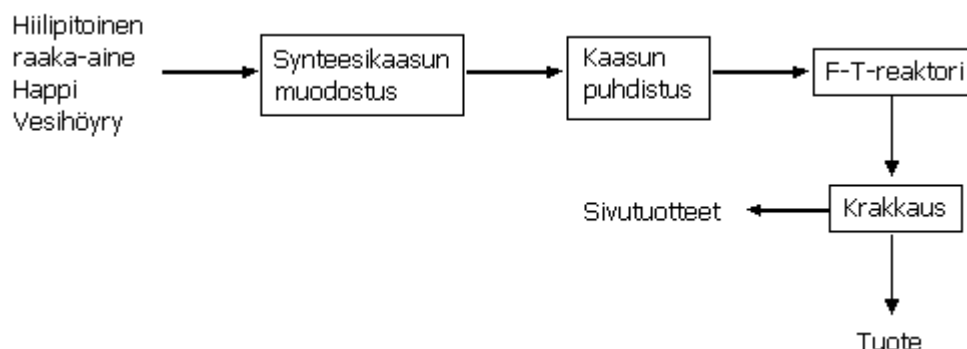 Hiilipitoinen
raaka-aine
Happi
Vesihöyry
Synteesikaasun
muodostus
Kaasun
puhdistus
F-T-reaktori
Krakkaus
Sivutuotteet
Tuote